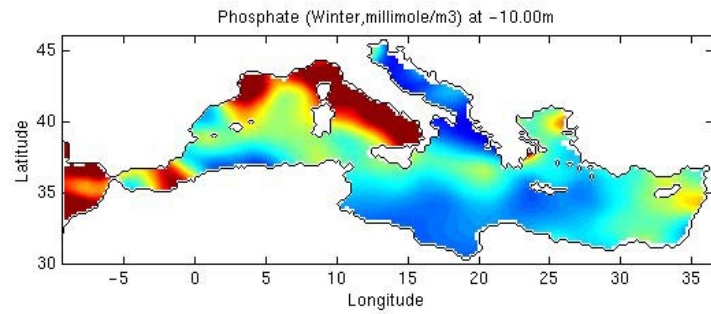 Phosphate (Winter,millimole/m3) at −10.00m
45
40
35
30
Latitude
−5 0 5 10 15 20 25 30 35
Longitude